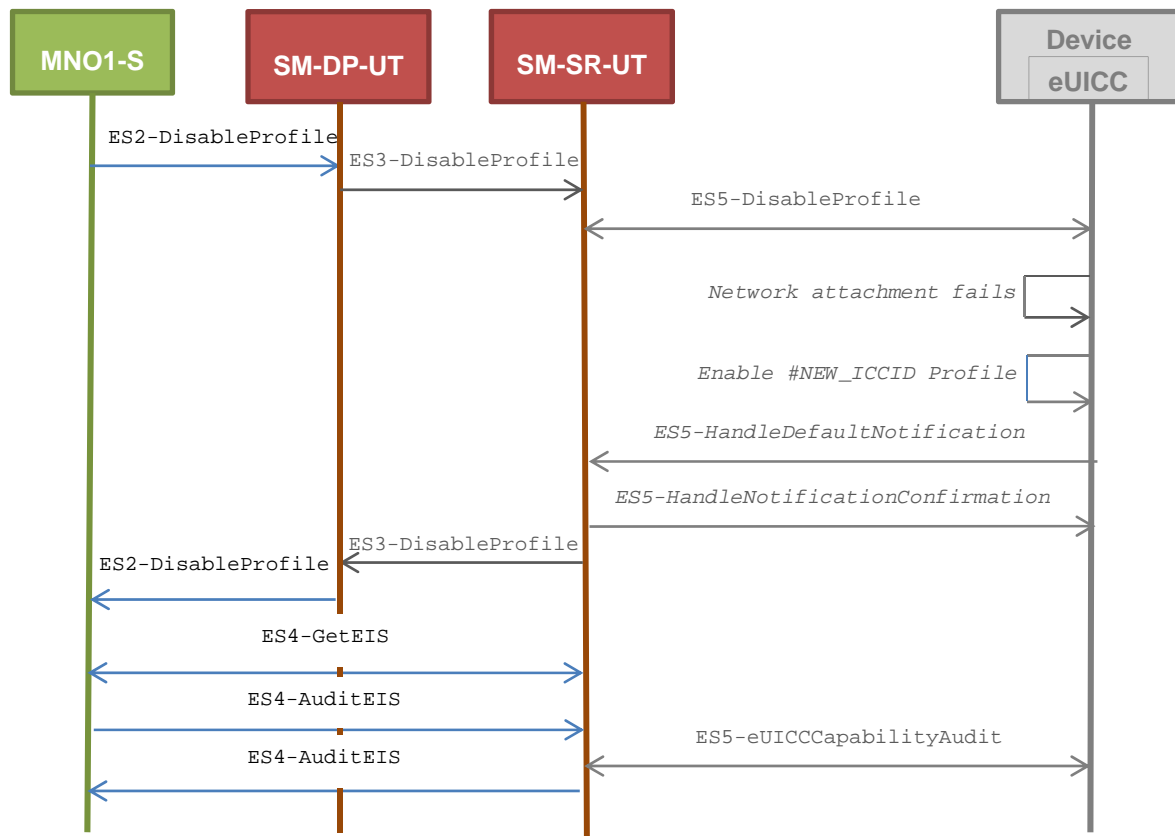 MNO1-S
SM-DP-UT
SM-SR-UT
Device
eUICC
ES2-DisableProfile
ES3-DisableProfile
ES5-DisableProfile
Network attachment fails
Enable #NEW_ICCID Profile
ES5-HandleDefaultNotification
ES5-HandleNotificationConfirmation
ES3-DisableProfile
ES2-DisableProfile
ES4-GetEIS
ES4-AuditEIS
ES5-eUICCCapabilityAudit
ES4-AuditEIS